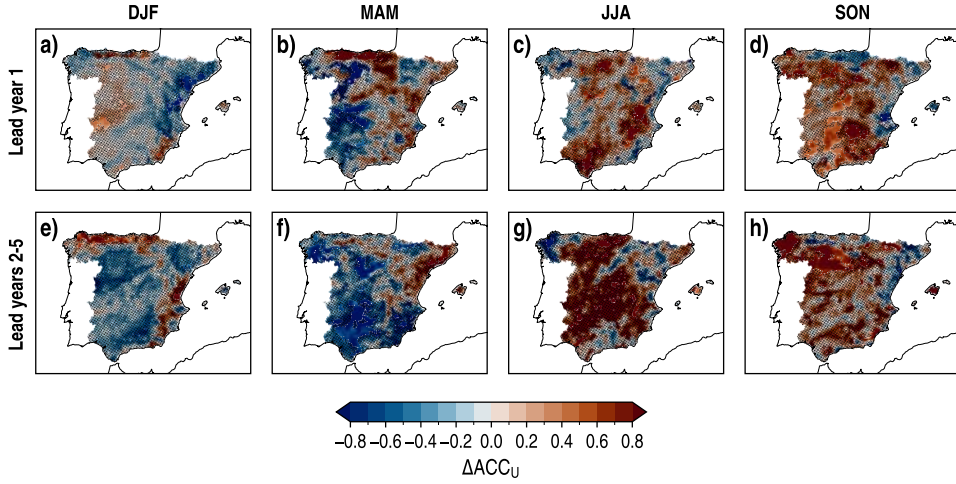 DJF MAM JJA SON
Lead year 1
a) b) c) d)
Lead years 2-5
e) f) g) h)
−0.8 −0.6 −0.4 −0.2 0.0 0.2 0.4 0.6 0.8
ΔACC_U